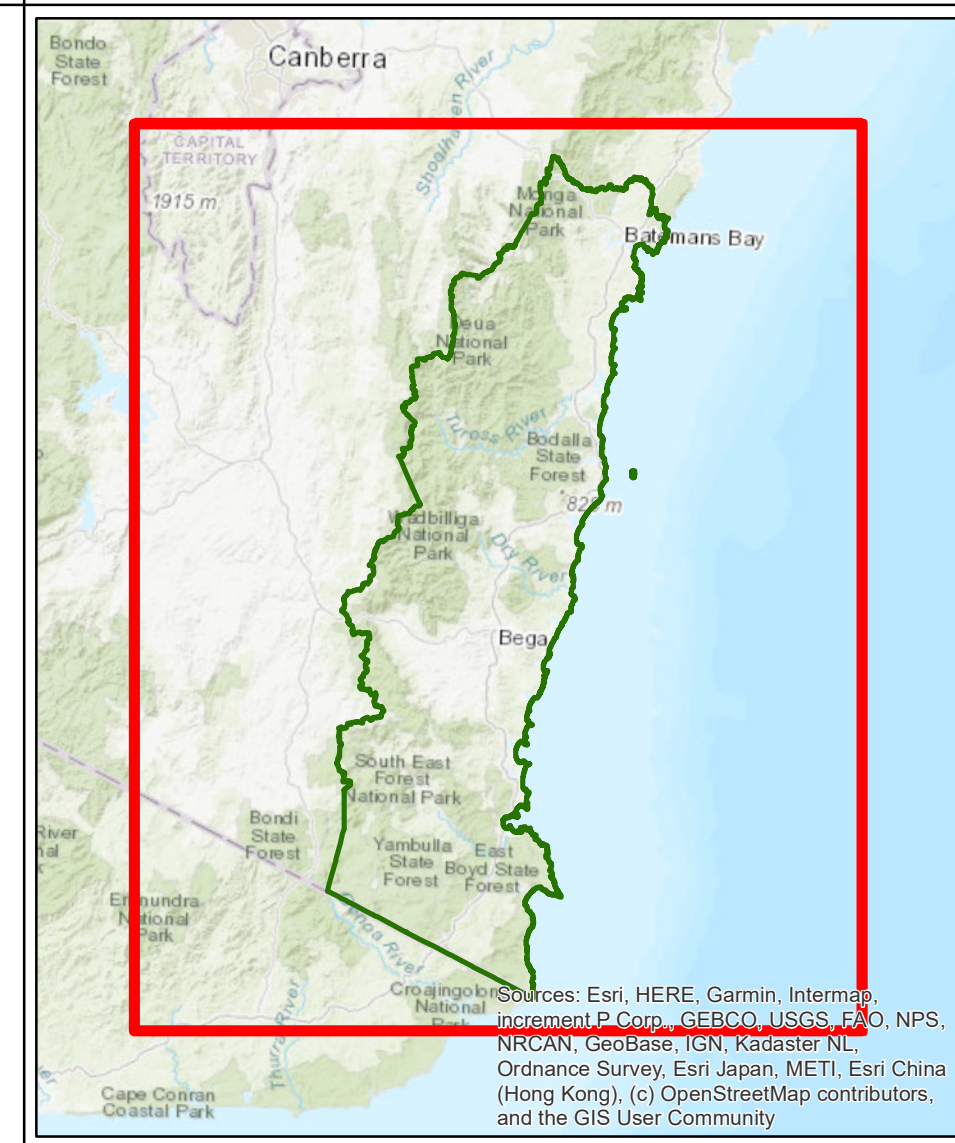 Bondo
State
Forest
Canberra
Shoalhaven River
CAPITAL
TERRITORY
1915 m
Monga
National
Park
Batemans Bay
Deua
National
Park
Tuross River
Bodalla
State
Forest
Wadbilliga
National
Park
Dry River
Bega
South East
Forest
National Park
Bondi
State
Forest
River
Yambulla
State
Forest
East
Boyd State
Forest
Errinundra
National
Park
Genoa River
Croajingolon
National
Park
Thurra River
Cape Conran
Coastal Park
Sources: Esri, HERE, Garmin, Intermap,
increment P Corp., GEBCO, USGS, FAO, NPS,
NRCAN, GeoBase, IGN, Kadaster NL,
Ordnance Survey, Esri Japan, METI, Esri China
(Hong Kong), (c) OpenStreetMap contributors,
and the GIS User Community